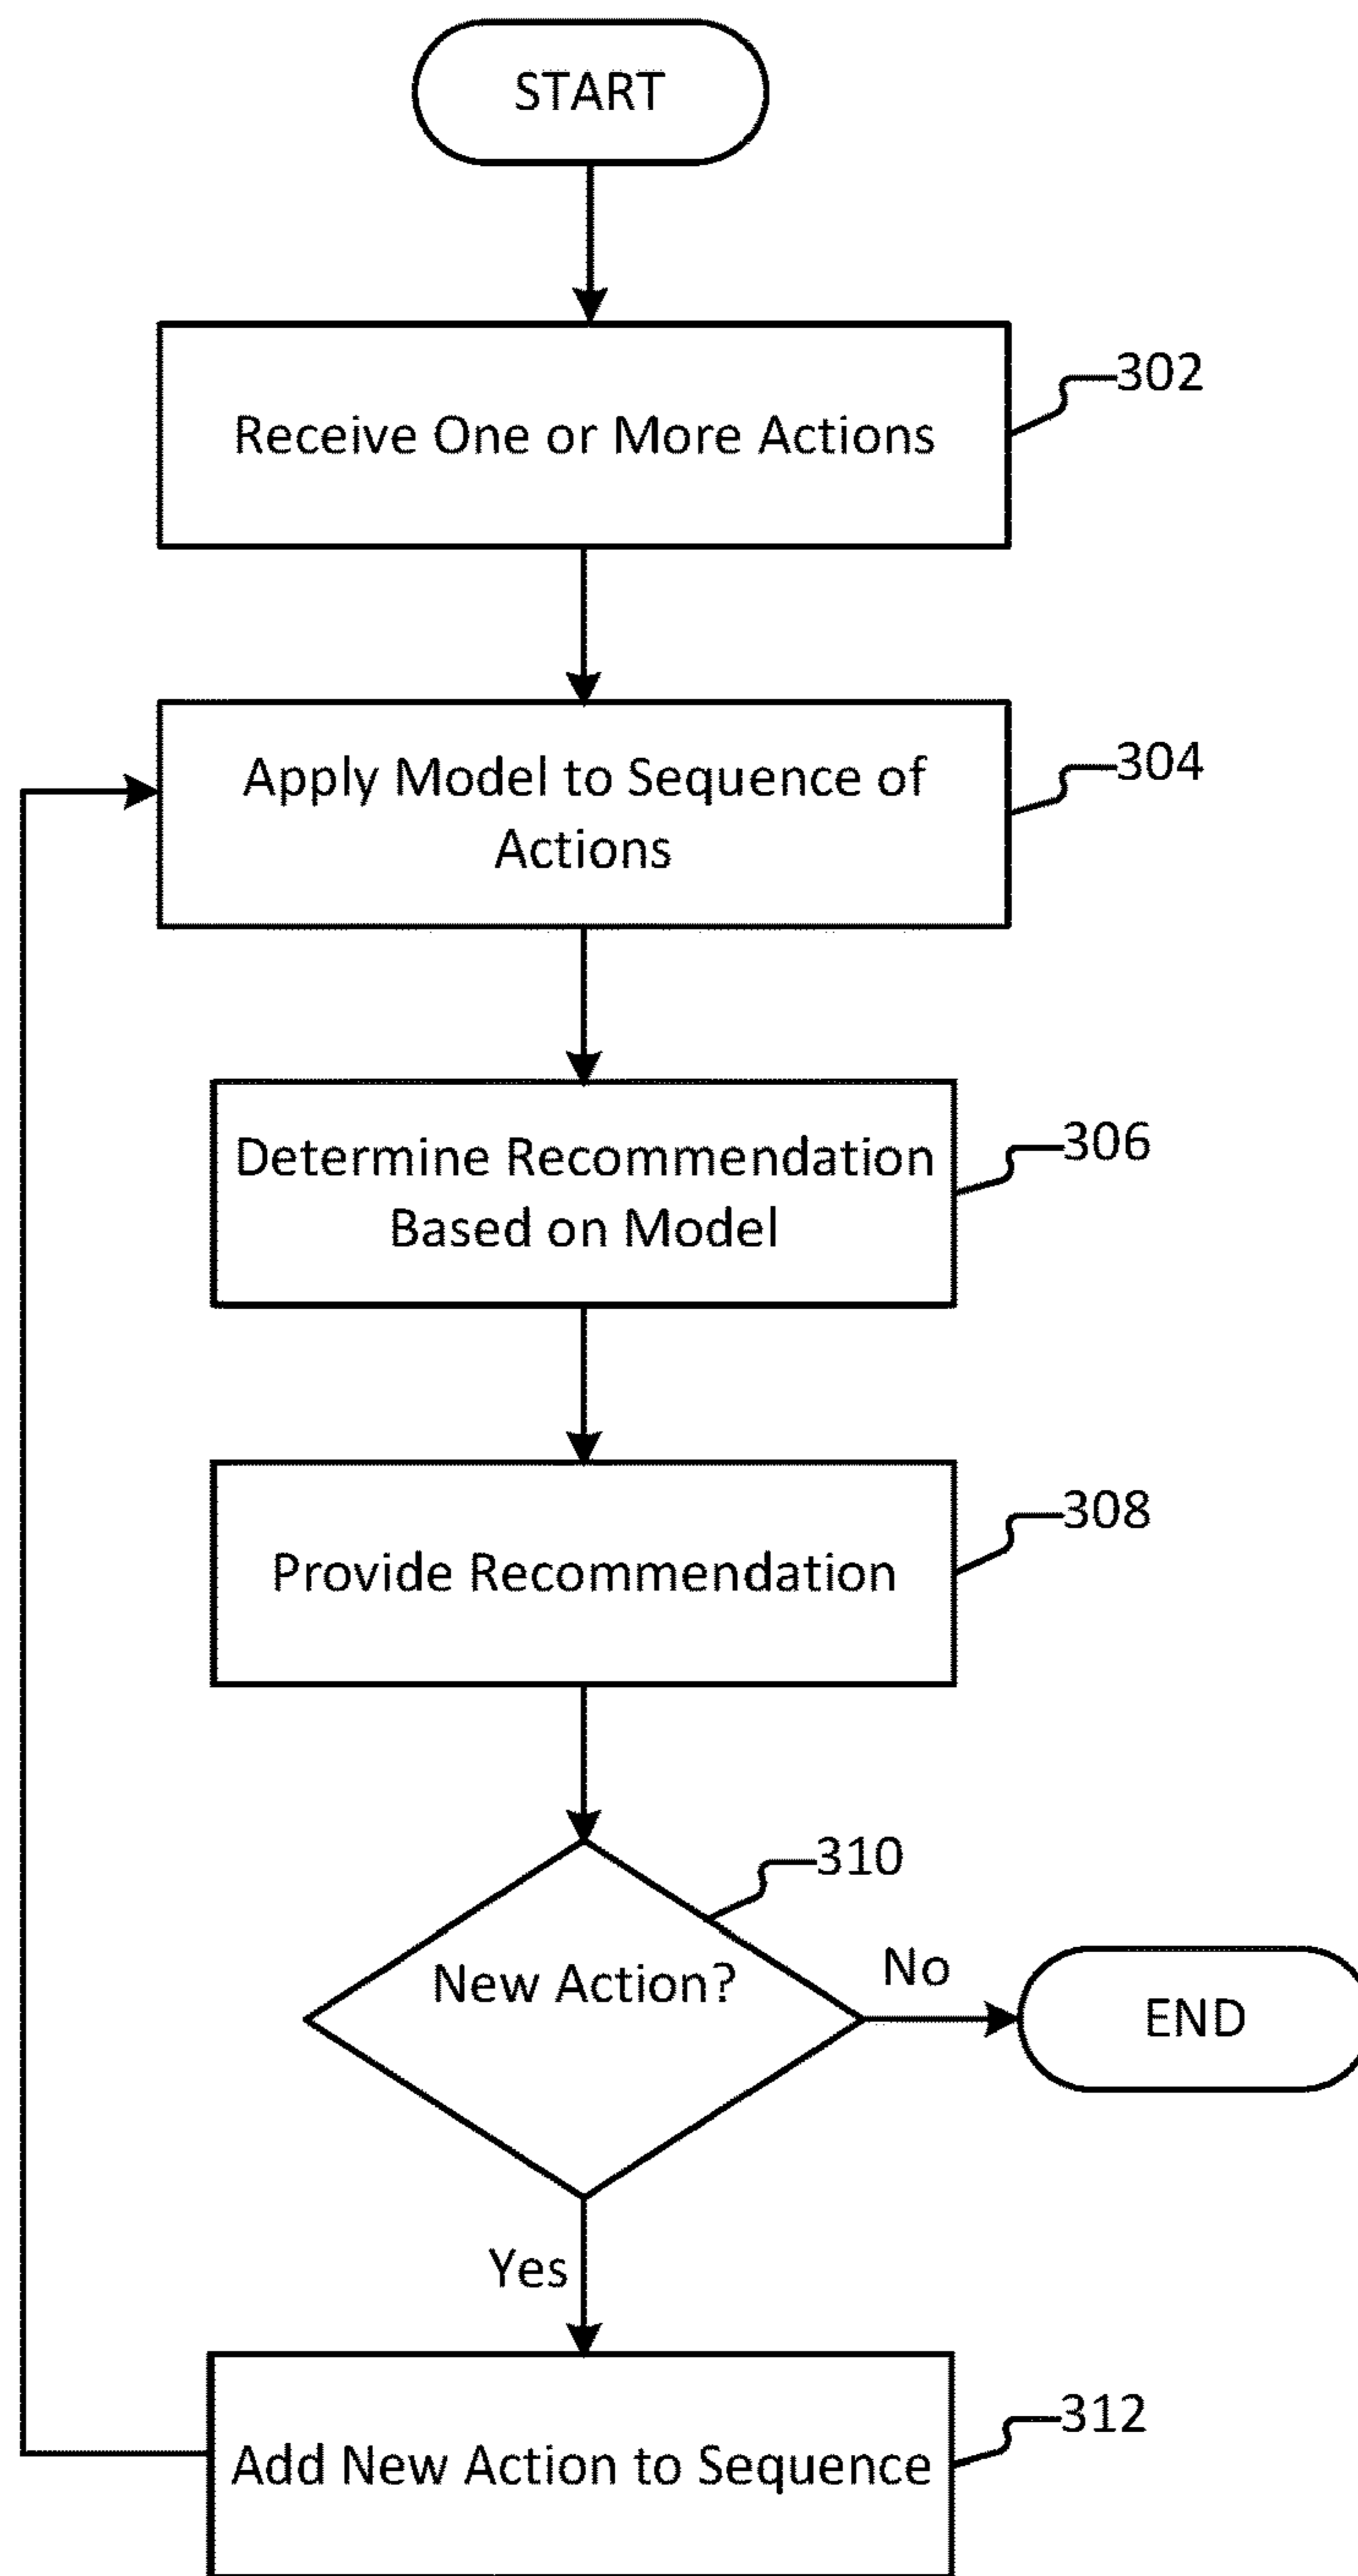 START
Receive One or More Actions
302
Apply Model to Sequence of
Actions
304
Determine Recommendation
Based on Model
306
Provide Recommendation
308
New Action?
310
No
END
Yes
Add New Action to Sequence
312